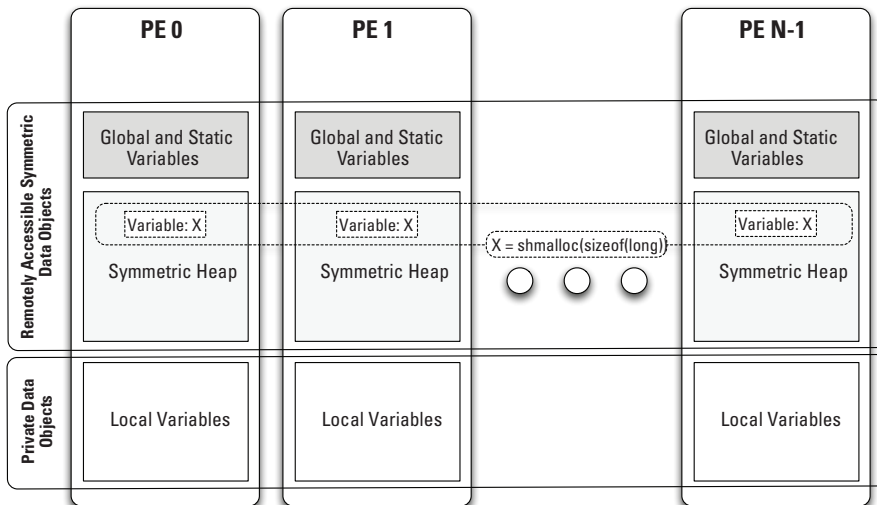 PE 0
PE 1
PE N-1
Remotely Accessible Symmetric
Data Objects
Global and Static
Variables
Global and Static
Variables
Global and Static
Variables
Variable: X
Variable: X
Variable: X
X = shmalloc(sizeof(long))
Symmetric Heap
Symmetric Heap
Symmetric Heap
Private Data
Objects
Local Variables
Local Variables
Local Variables